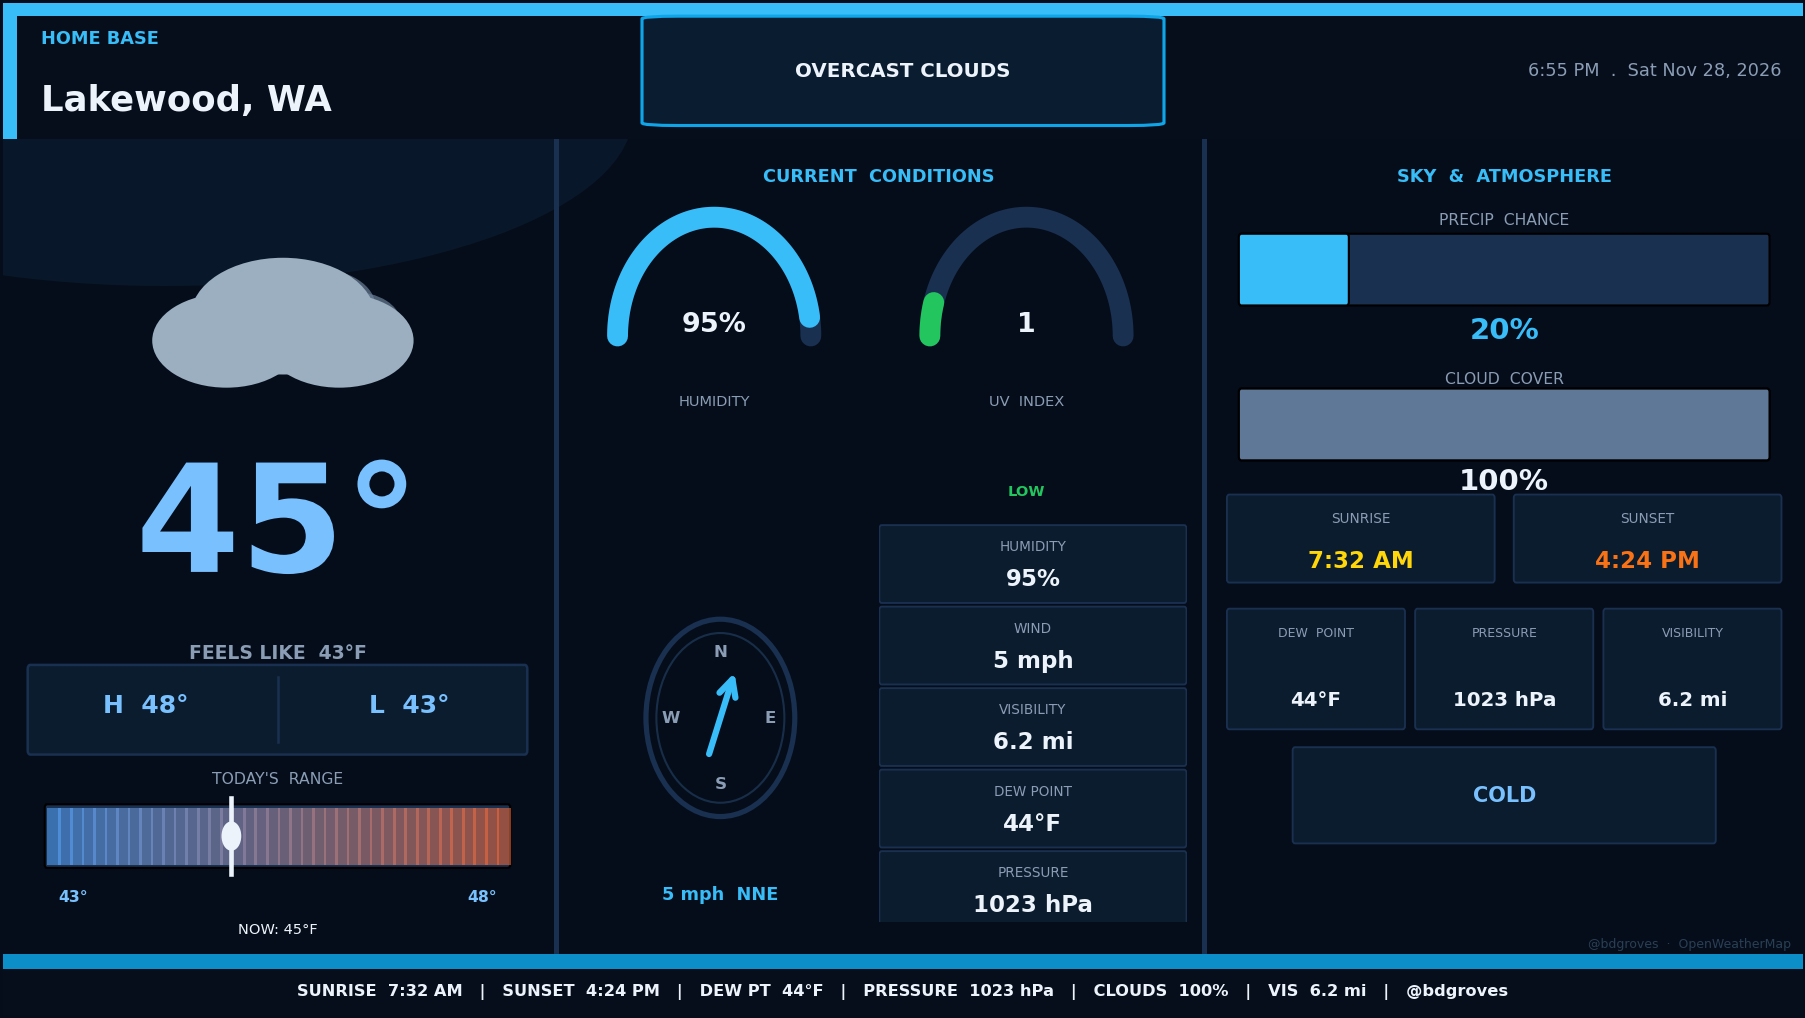 HOME BASE
Lakewood, WA
OVERCAST CLOUDS
6:55 PM  .  Sat Nov 28, 2026
45°
FEELS LIKE  43°F
H  48°
L  43°
TODAY'S  RANGE
43°
48°
NOW: 45°F
CURRENT  CONDITIONS
95%
HUMIDITY
1
UV  INDEX
LOW
N
W
E
S
5 mph  NNE
HUMIDITY
95%
WIND
5 mph
VISIBILITY
6.2 mi
DEW POINT
44°F
PRESSURE
1023 hPa
SKY  &  ATMOSPHERE
PRECIP  CHANCE
20%
CLOUD  COVER
100%
SUNRISE
7:32 AM
SUNSET
4:24 PM
DEW  POINT
44°F
PRESSURE
1023 hPa
VISIBILITY
6.2 mi
COLD
@bdgroves  ·  OpenWeatherMap
SUNRISE  7:32 AM   |   SUNSET  4:24 PM   |   DEW PT  44°F   |   PRESSURE  1023 hPa   |   CLOUDS  100%   |   VIS  6.2 mi   |   @bdgroves